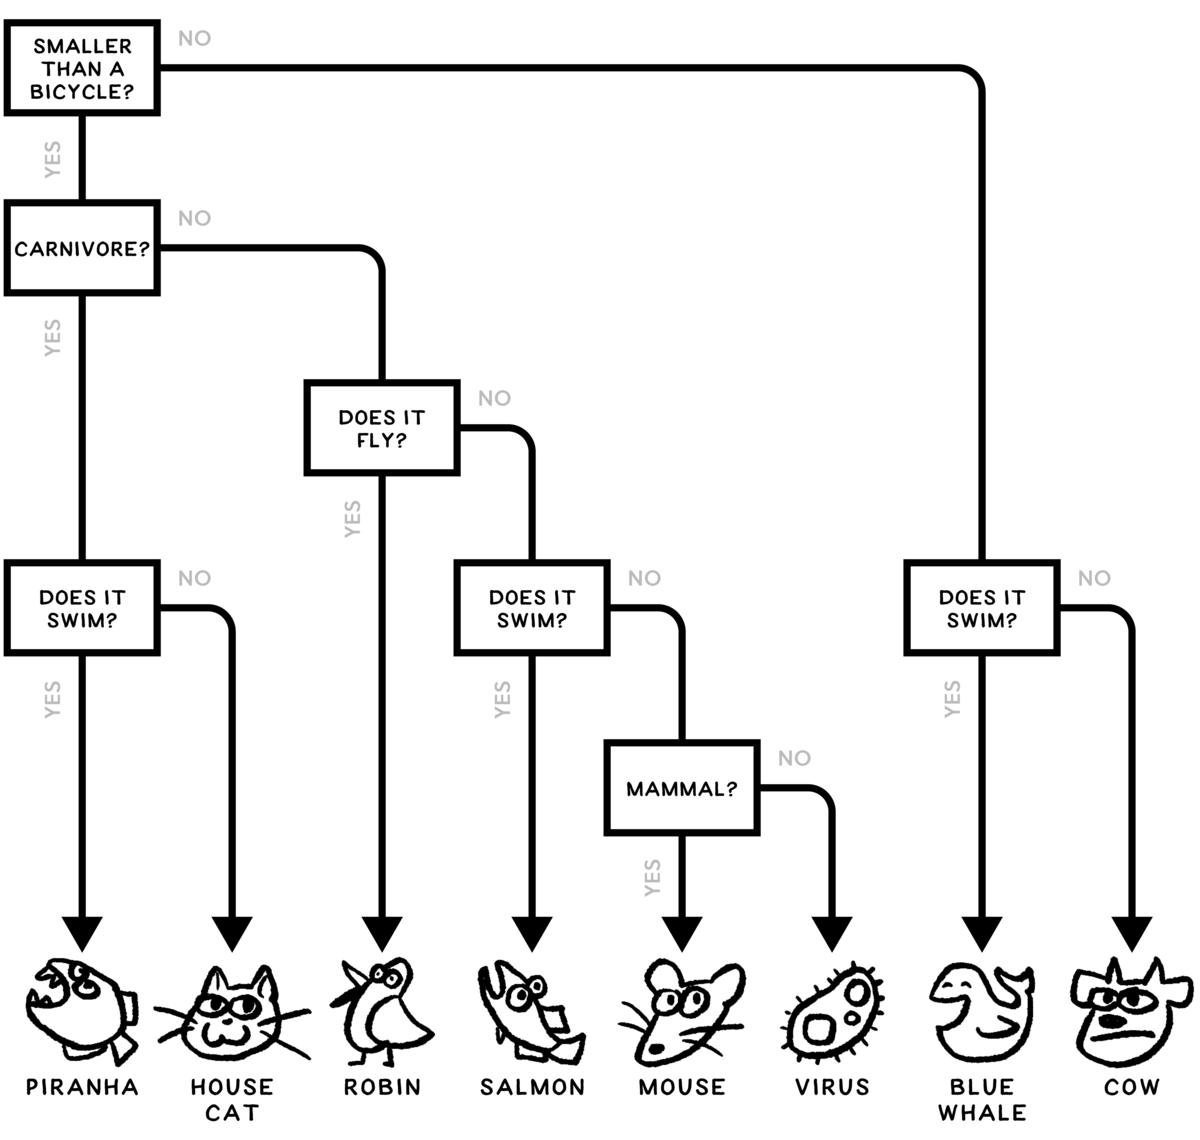 SMALLER
THAN A
BICYCLE?
NO
YES
CARNIVORE?
NO
YES
DOES IT
FLY?
NO
YES
DOES IT
SWIM?
NO
YES
DOES IT
SWIM?
NO
YES
DOES IT
SWIM?
NO
YES
MAMMAL?
NO
YES
PIRANHA
HOUSE
CAT
ROBIN
SALMON
MOUSE
VIRUS
BLUE
WHALE
COW